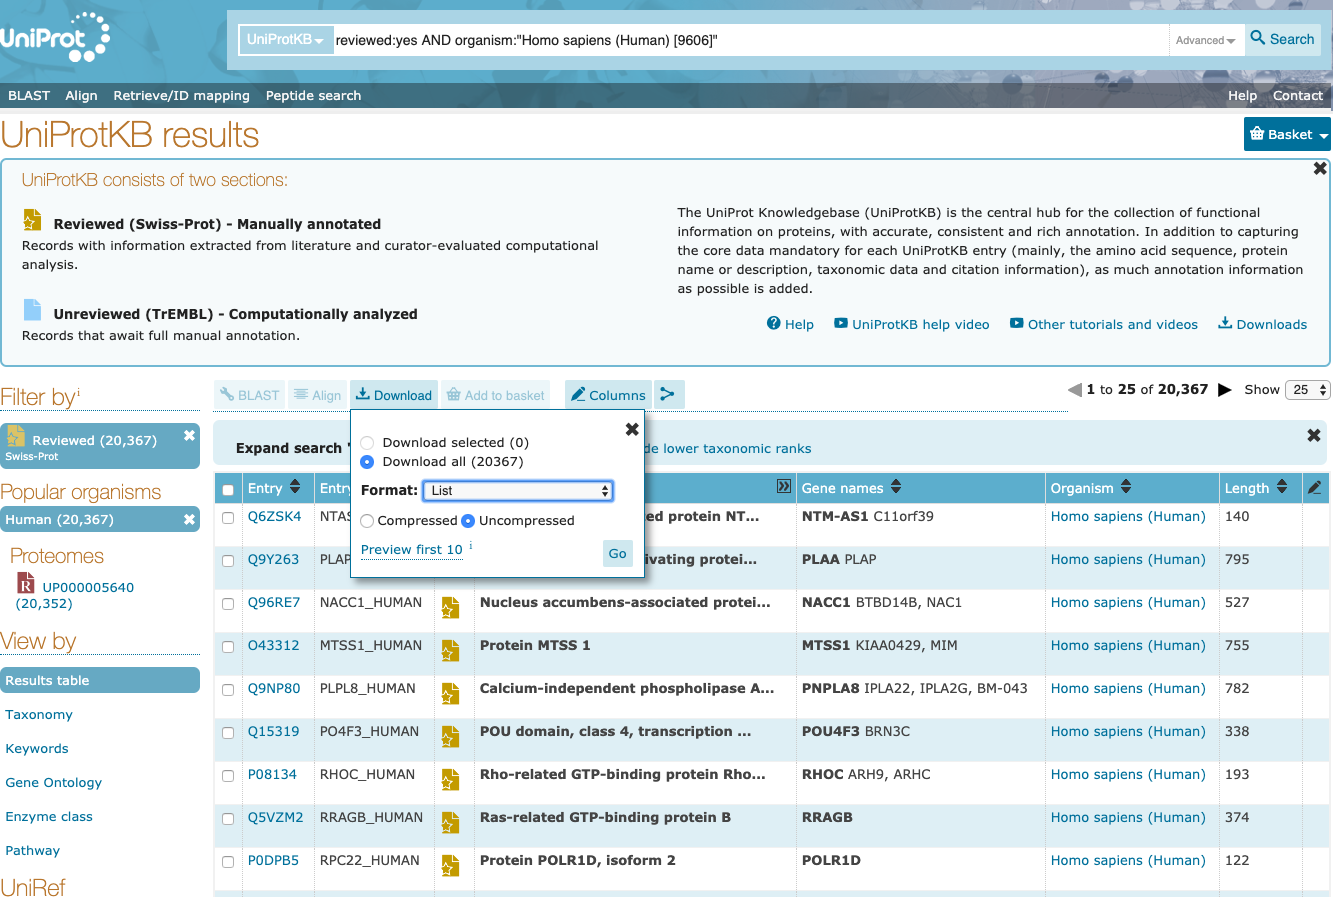 UniProt
UniProtKB
reviewed:yes AND organism:"Homo sapiens (Human) [9606]"
Advanced
Search
BLAST Align Retrieve/ID mapping Peptide search
Help Contact
UniProtKB results
Basket
UniProtKB consists of two sections:
Reviewed (Swiss-Prot) - Manually annotated
Records with information extracted from literature and curator-evaluated computational
analysis.
Unreviewed (TrEMBL) - Computationally analyzed
Records that await full manual annotation.
The UniProt Knowledgebase (UniProtKB) is the central hub for the collection of functional
information on proteins, with accurate, consistent and rich annotation. In addition to capturing
the core data mandatory for each UniProtKB entry (mainly, the amino acid sequence, protein
name or description, taxonomic data and citation information), as much annotation information
as possible is added.
Help UniProtKB help video Other tutorials and videos Downloads
Filter by i
Reviewed (20,367)
Swiss-Prot
Popular organisms
Human (20,367)
Proteomes
R UP000005640
(20,352)
View by
Results table
Taxonomy
Keywords
Gene Ontology
Enzyme class
Pathway
UniRef
BLAST Align Download Add to basket Columns
1 to 25 of 20,367 Show 25
Expand search "
de lower taxonomic ranks
Download selected (0)
Download all (20367)
Format: List
Compressed Uncompressed
Preview first 10 i
Go
Entry Entry Gene names Organism Length
Q6ZSK4 NTAS ed protein NT... NTM-AS1 C11orf39 Homo sapiens (Human) 140
Q9Y263 PLAP ivating protei... PLAA PLAP Homo sapiens (Human) 795
Q96RE7 NACC1_HUMAN Nucleus accumbens-associated protei... NACC1 BTBD14B, NAC1 Homo sapiens (Human) 527
O43312 MTSS1_HUMAN Protein MTSS 1 MTSS1 KIAA0429, MIM Homo sapiens (Human) 755
Q9NP80 PLPL8_HUMAN Calcium-independent phospholipase A... PNPLA8 IPLA22, IPLA2G, BM-043 Homo sapiens (Human) 782
Q15319 PO4F3_HUMAN POU domain, class 4, transcription ... POU4F3 BRN3C Homo sapiens (Human) 338
P08134 RHOC_HUMAN Rho-related GTP-binding protein Rho... RHOC ARH9, ARHC Homo sapiens (Human) 193
Q5VZM2 RRAGB_HUMAN Ras-related GTP-binding protein B RRAGB Homo sapiens (Human) 374
P0DPB5 RPC22_HUMAN Protein POLR1D, isoform 2 POLR1D Homo sapiens (Human) 122